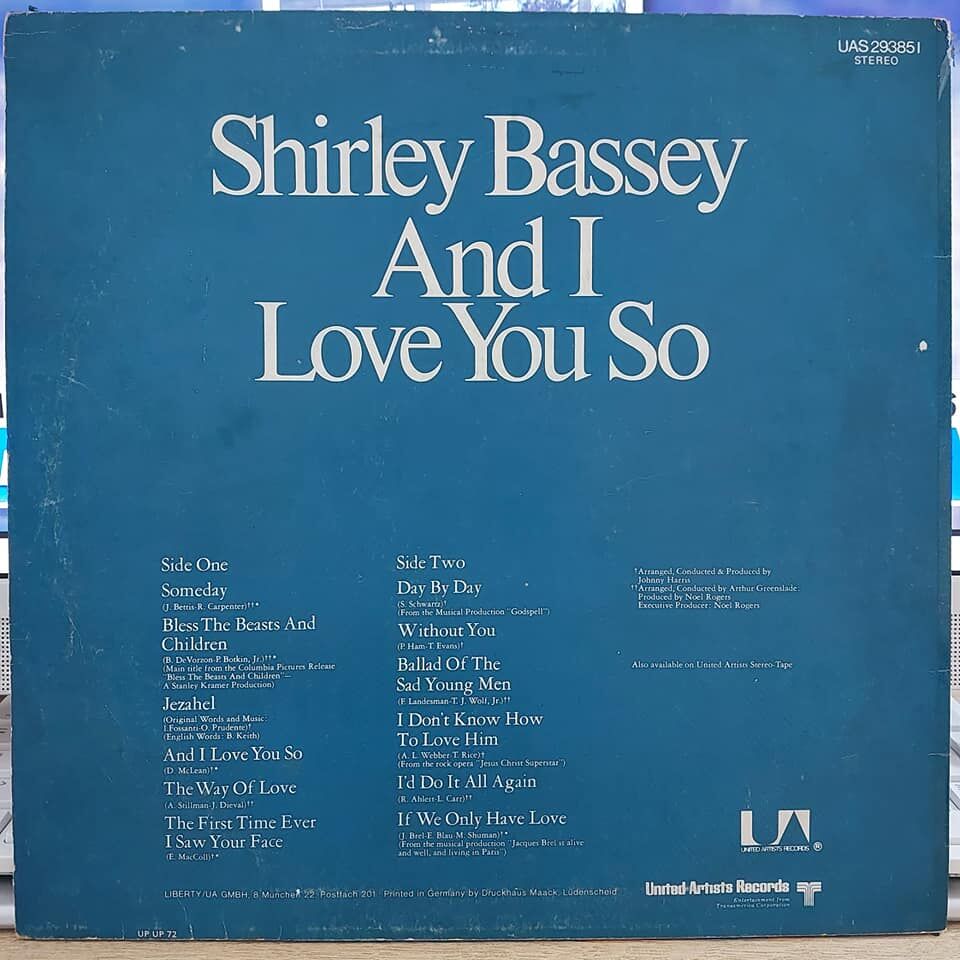 UAS 29385 I
STEREO
Shirley Bassey
And I
Love You So
Side One
Someday
(J. Bettis-R. Carpenter)††*
Bless The Beasts And
Children
(B. DeVorzon-P. Botkin, Jr.)††*
(Main title from the Columbia Pictures Release
"Bless The Beasts And Children"—
A Stanley Kramer Production)
Jezahel
(Original Words and Music:
I.Fossanti-O. Prudente)†
(English Words: B. Keith)
And I Love You So
(D. McLean)†*
The Way Of Love
(A. Stillman-J. Dieval)††
The First Time Ever
I Saw Your Face
(E. MacColl)†*
Side Two
Day By Day
(S. Schwartz)†
(From the Musical Production "Godspell")
Without You
(P. Ham-T. Evans)†
Ballad Of The
Sad Young Men
(F. Landesman-T. J. Wolf, Jr.)††
I Don't Know How
To Love Him
(A. L. Webber-T. Rice)†
(From the rock opera "Jesus Christ Superstar")
I'd Do It All Again
(R. Ahlert-L. Carr)††
If We Only Have Love
(J. Brel-E. Blau-M. Shuman)†*
(From the musical production "Jacques Brel is alive
and well, and living in Paris")
†Arranged, Conducted & Produced by
Johnny Harris
††Arranged, Conducted by Arthur Greenslade:
Produced by Noel Rogers
Executive Producer: Noel Rogers
Also available on United Artists Stereo-Tape
UA
UNITED ARTISTS RECORDS ®
LIBERTY/UA GMBH, 8 München 22, Postfach 201 Printed in Germany by Druckhaus Maack, Lüdenscheid
United Artists Records
Entertainment from
Transamerica Corporation
UP UP 72